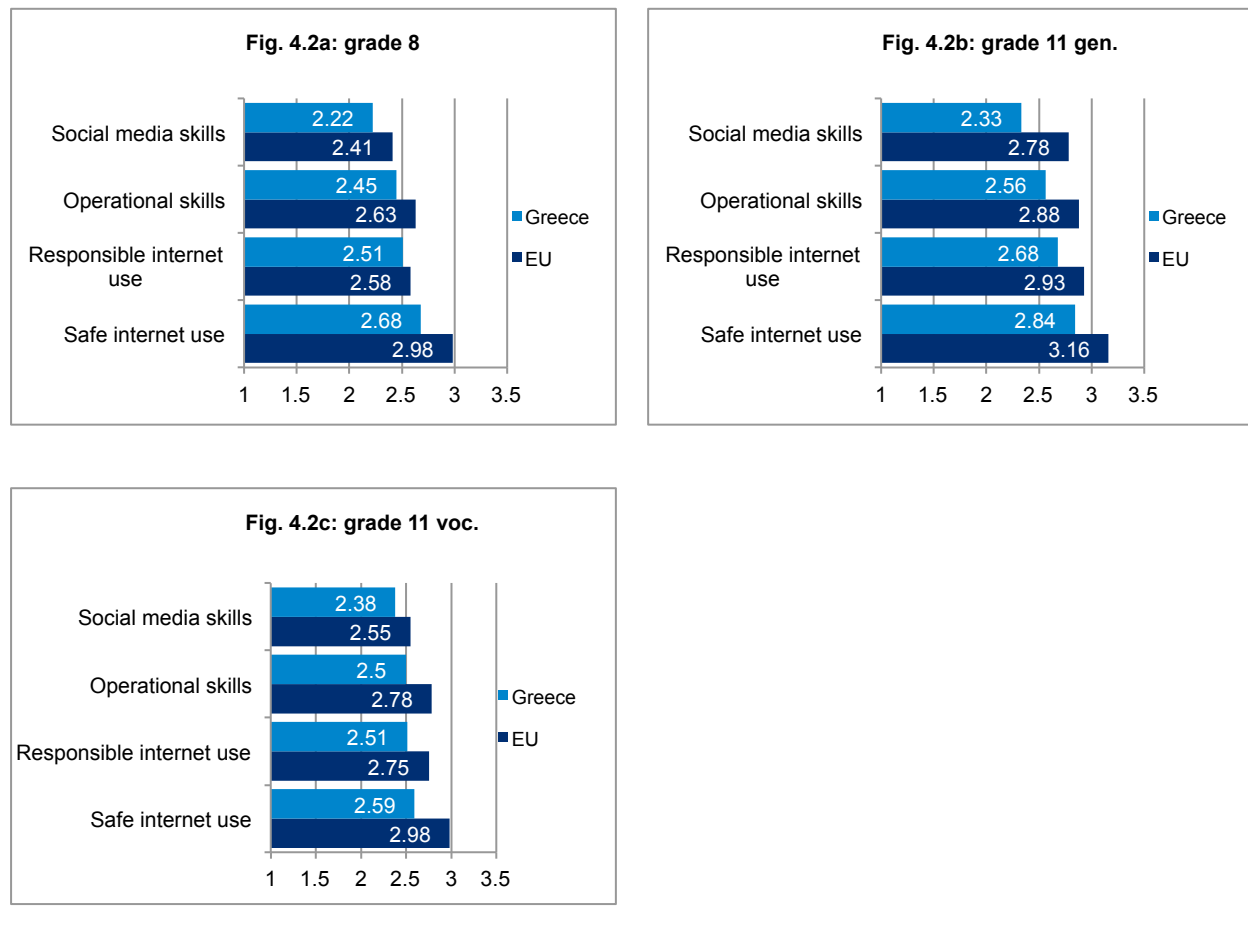 Fig. 4.2a: grade 8
Social media skills
2.22
2.41
Operational skills
2.45
2.63
Responsible internet
use
2.51
2.58
Safe internet use
2.68
2.98
1 1.5 2 2.5 3 3.5
Greece
EU
Fig. 4.2b: grade 11 gen.
Social media skills
2.33
2.78
Operational skills
2.56
2.88
Responsible internet
use
2.68
2.93
Safe internet use
2.84
3.16
1 1.5 2 2.5 3 3.5
Greece
EU
Fig. 4.2c: grade 11 voc.
Social media skills
2.38
2.55
Operational skills
2.5
2.78
Responsible internet use
2.51
2.75
Safe internet use
2.59
2.98
1 1.5 2 2.5 3 3.5
Greece
EU